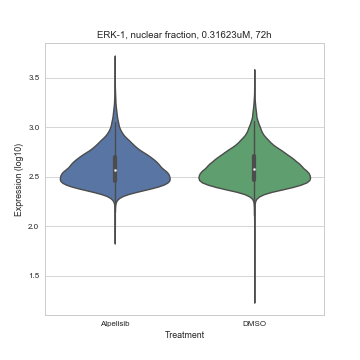 ERK-1, nuclear fraction, 0.31623uM, 72h
Expression (log10)
3.5
3.0
2.5
2.0
1.5
Alpelisib
DMSO
Treatment